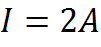 I = 2A